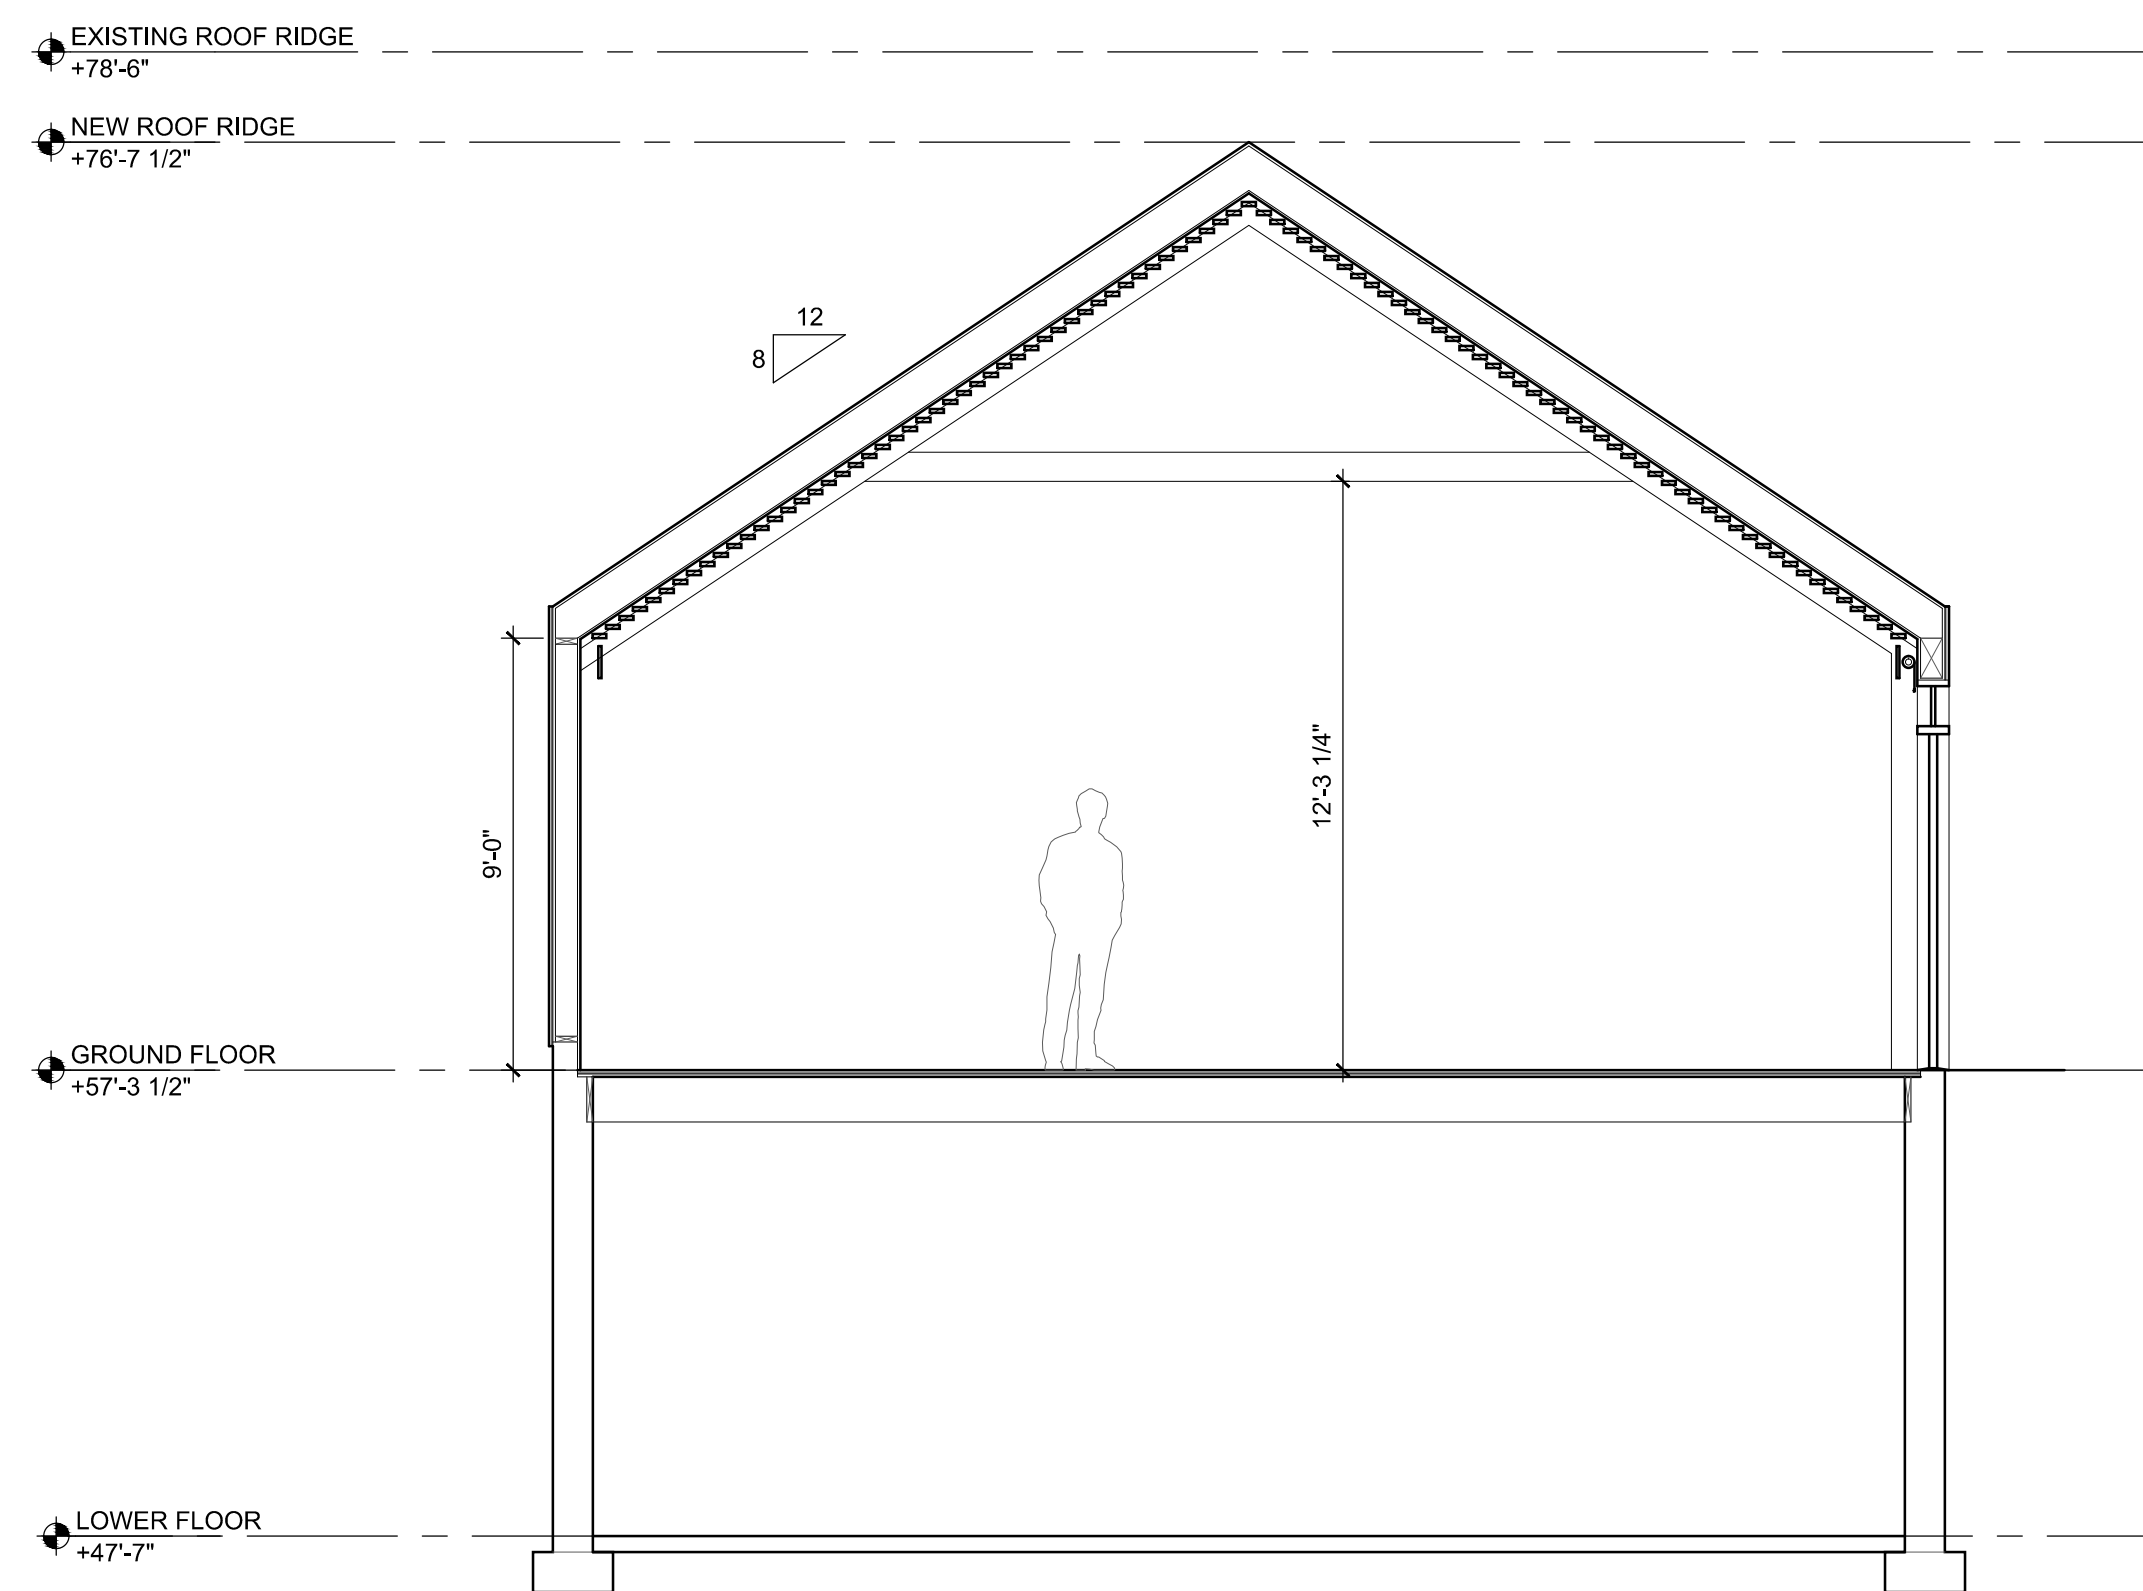 EXISTING ROOF RIDGE
+78'-6"
NEW ROOF RIDGE
+76'-7 1/2"
12
8
9'-0"
12'-3 1/4"
GROUND FLOOR
+57'-3 1/2"
LOWER FLOOR
+47'-7"